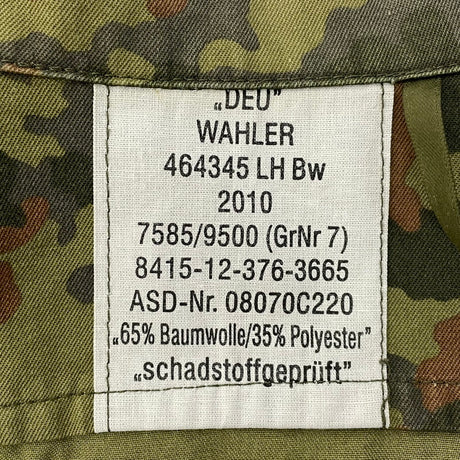 „DEU"
WAHLER
464345 LH Bw
2010
7585/9500 (GrNr 7)
8415-12-376-3665
ASD-Nr. 08070C220
„65% Baumwolle/35% Polyester"
„schadstoffgeprüft"